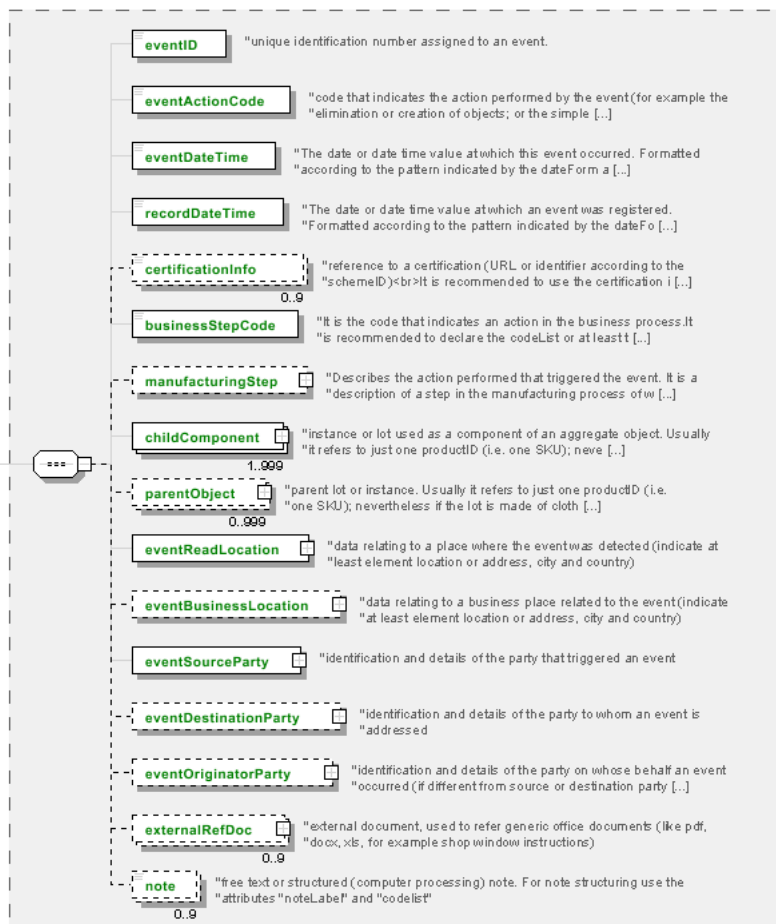 eventID
"unique identification number assigned to an event.
eventActionCode
"code that indicates the action performed by the event (for example the
"elimination or creation of objects; or the simple [...]
eventDateTime
"The date or date time value at which this event occurred. Formatted
"according to the pattern indicated by the dateForm a [...]
recordDateTime
"The date or date time value at which an event was registered.
"Formatted according to the pattern indicated by the dateFo [...]
certificationInfo
"reference to a certification (URL or identifier according to the
"schemeID)<br>It is recommended to use the certification i [...]
0..9
businessStepCode
"It is the code that indicates an action in the business process.It
"is recommended to declare the codeList or at least t [...]
manufacturingStep
"Describes the action performed that triggered the event. It is a
"description of a step in the manufacturing process of w [...]
childComponent
"instance or lot used as a component of an aggregate object. Usually
"it refers to just one productID (i.e. one SKU); neve [...]
1..999
parentObject
"parent lot or instance. Usually it refers to just one productID (i.e.
"one SKU); nevertheless if the lot is made of cloth [...]
0..999
eventReadLocation
"data relating to a place where the event was detected (indicate at
"least element location or address, city and country)
eventBusinessLocation
"data relating to a business place related to the event (indicate
"at least element location or address, city and country)
eventSourceParty
"identification and details of the party that triggered an event
eventDestinationParty
"identification and details of the party to whom an event is
"addressed
eventOriginatorParty
"identification and details of the party on whose behalf an event
"occurred (if different from source or destination party [...]
externalRefDoc
"external document, used to refer generic office documents (like pdf,
"docx, xls, for example shop window instructions)
0..9
note
"free text or structured (computer processing) note. For note structuring use the
"attributes "noteLabel" and "codelist"
0..9